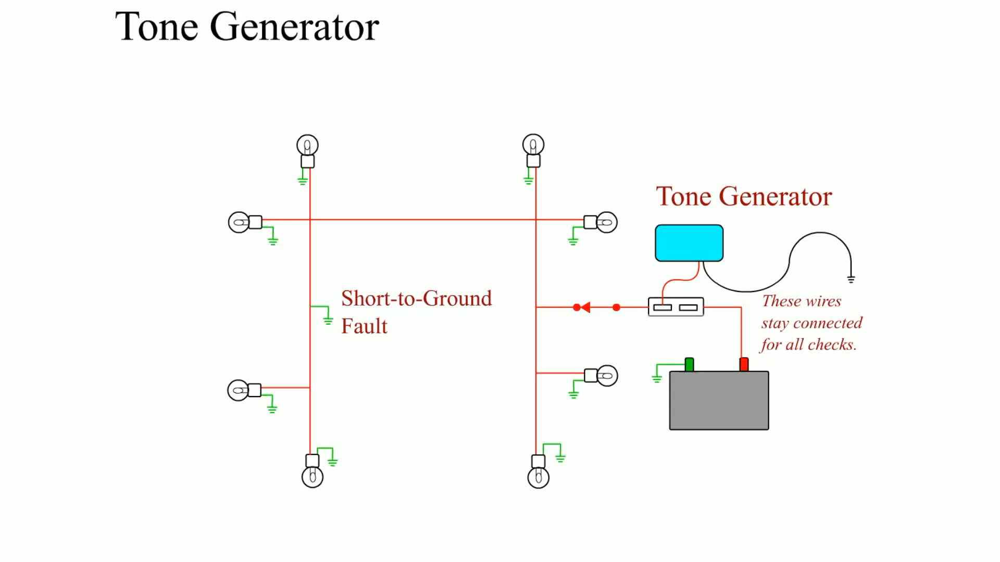 Tone Generator
Tone Generator
Short-to-Ground
Fault
These wires
stay connected
for all checks.